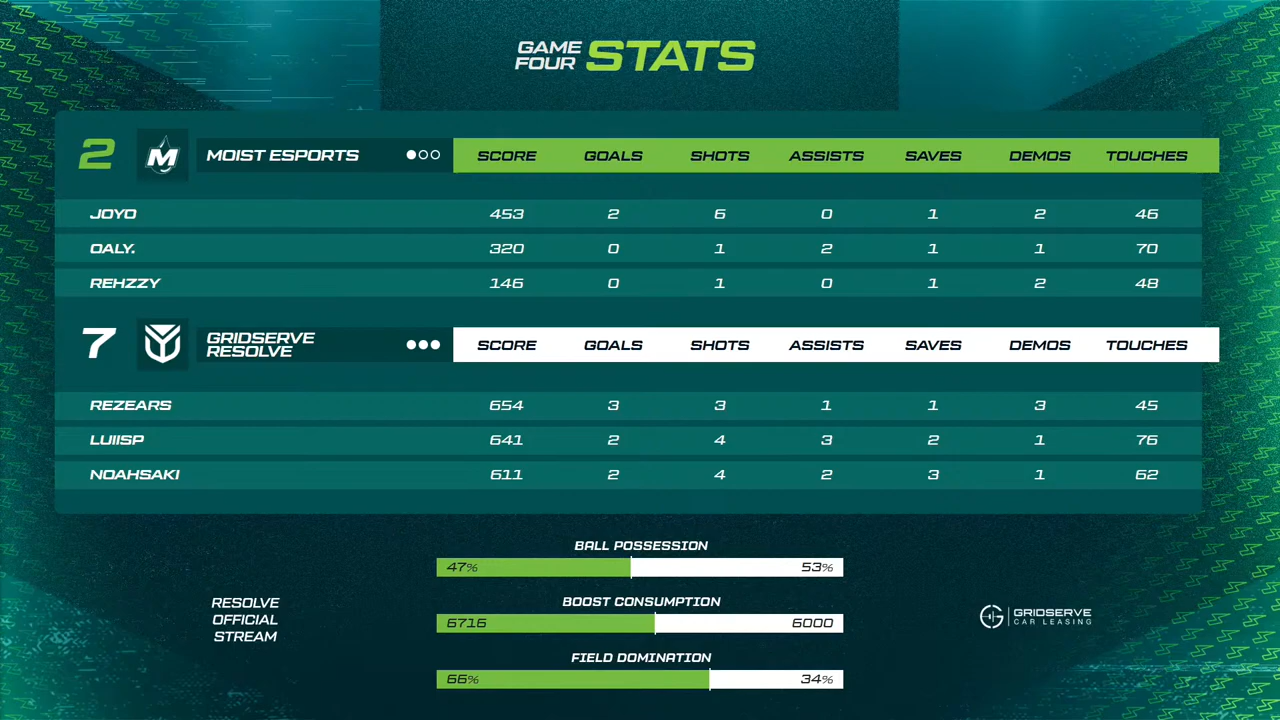 GAME FOUR STATS
2 M MOIST ESPORTS SCORE GOALS SHOTS ASSISTS SAVES DEMOS TOUCHES
JOYO 453 2 6 0 1 2 46
OALY. 320 0 1 2 1 1 70
REHZZY 146 0 1 0 1 2 48
7 GRIDSERVE RESOLVE SCORE GOALS SHOTS ASSISTS SAVES DEMOS TOUCHES
REZEARS 654 3 3 1 1 3 45
LUIISP 641 2 4 3 2 1 76
NOAHSAKI 611 2 4 2 3 1 62
BALL POSSESSION
47% 53%
BOOST CONSUMPTION
6716 6000
FIELD DOMINATION
66% 34%
RESOLVE
OFFICIAL
STREAM
GRIDSERVE
CAR LEASING